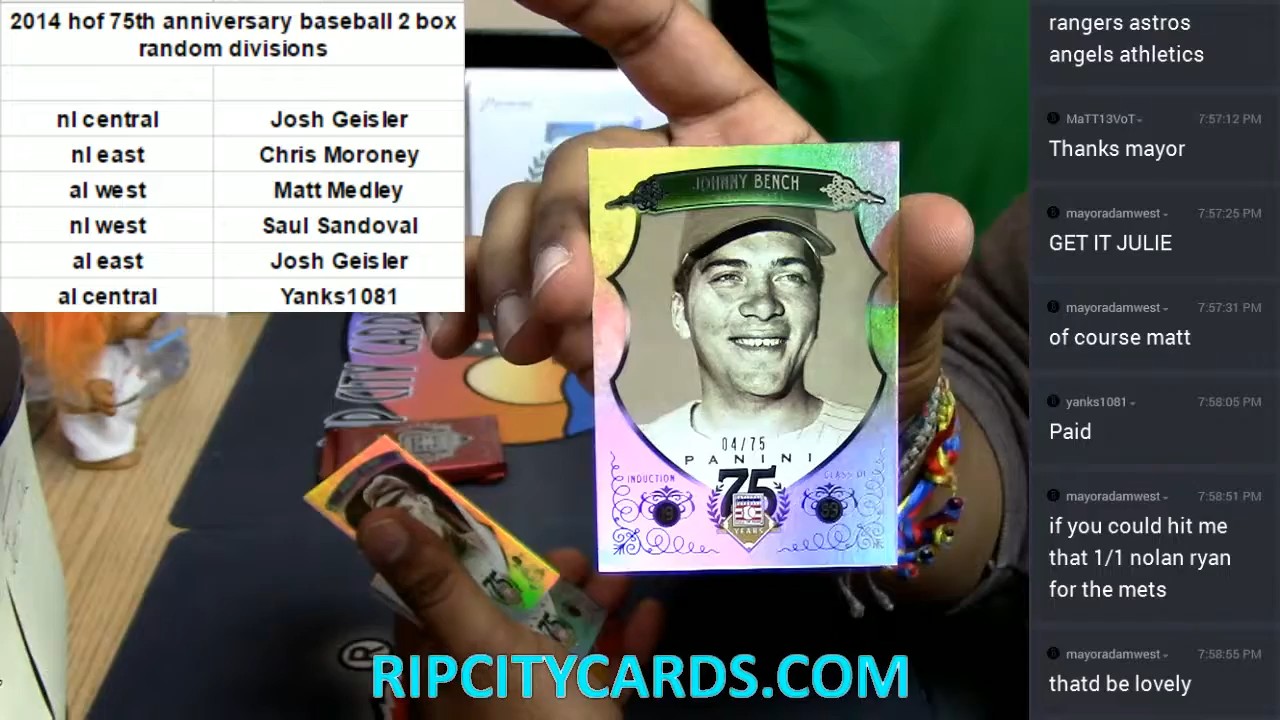 2014 hof 75th anniversary baseball 2 box
random divisions
nl central Josh Geisler
nl east Chris Moroney
al west Matt Medley
nl west Saul Sandoval
al east Josh Geisler
al central Yanks1081
JOHNNY BENCH
04/75
PANINI
INDUCTION CLASS OF
75
YEARS
75
75
RIPCITYCARDS.COM
rangers astros
angels athletics
MaTT13VoT 7:57:12 PM
Thanks mayor
mayoradamwest 7:57:25 PM
GET IT JULIE
mayoradamwest 7:57:31 PM
of course matt
yanks1081 7:58:05 PM
Paid
mayoradamwest 7:58:51 PM
if you could hit me
that 1/1 nolan ryan
for the mets
mayoradamwest 7:58:55 PM
thatd be lovely